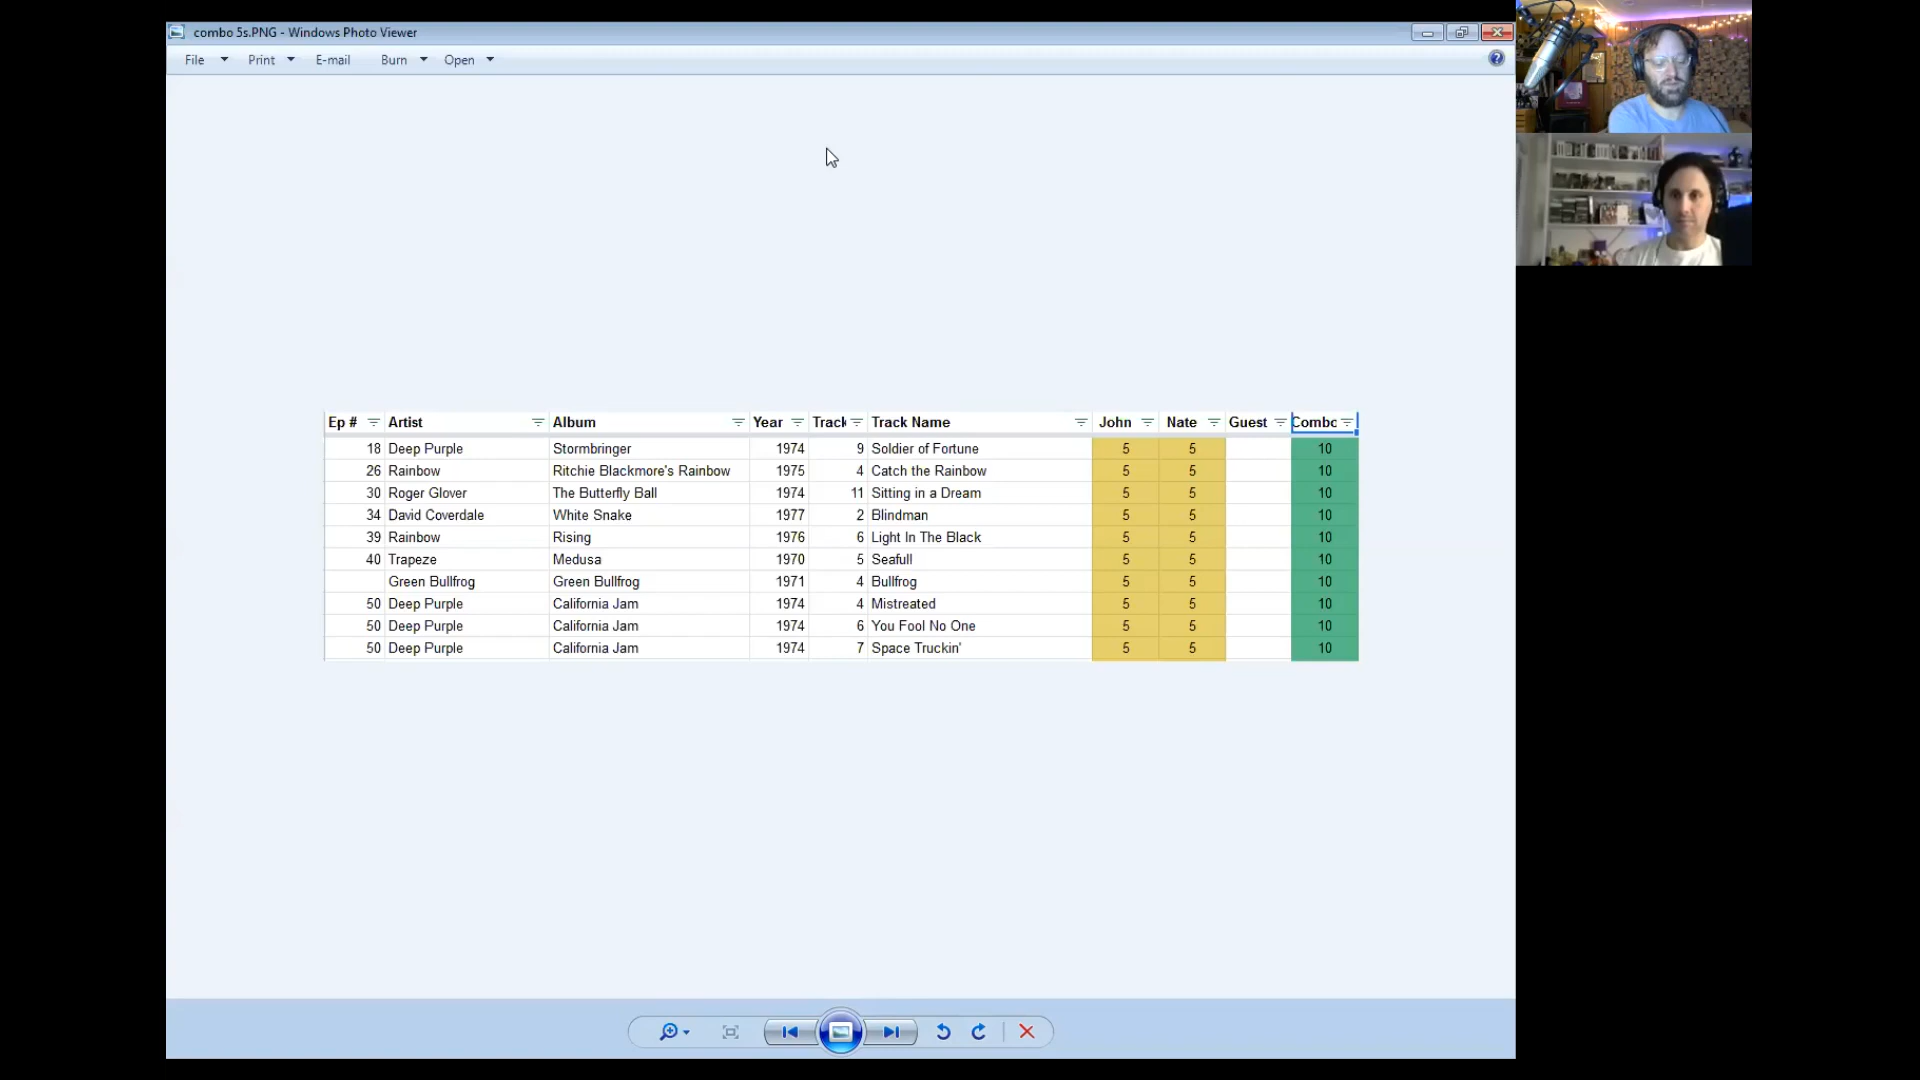 combo 5s.PNG - Windows Photo Viewer
File Print E-mail Burn Open
Ep # Artist Album Year Track Track Name John Nate Guest Combo
18 Deep Purple Stormbringer 1974 9 Soldier of Fortune 5 5 10
26 Rainbow Ritchie Blackmore's Rainbow 1975 4 Catch the Rainbow 5 5 10
30 Roger Glover The Butterfly Ball 1974 11 Sitting in a Dream 5 5 10
34 David Coverdale White Snake 1977 2 Blindman 5 5 10
39 Rainbow Rising 1976 6 Light In The Black 5 5 10
40 Trapeze Medusa 1970 5 Seafull 5 5 10
Green Bullfrog Green Bullfrog 1971 4 Bullfrog 5 5 10
50 Deep Purple California Jam 1974 4 Mistreated 5 5 10
50 Deep Purple California Jam 1974 6 You Fool No One 5 5 10
50 Deep Purple California Jam 1974 7 Space Truckin' 5 5 10